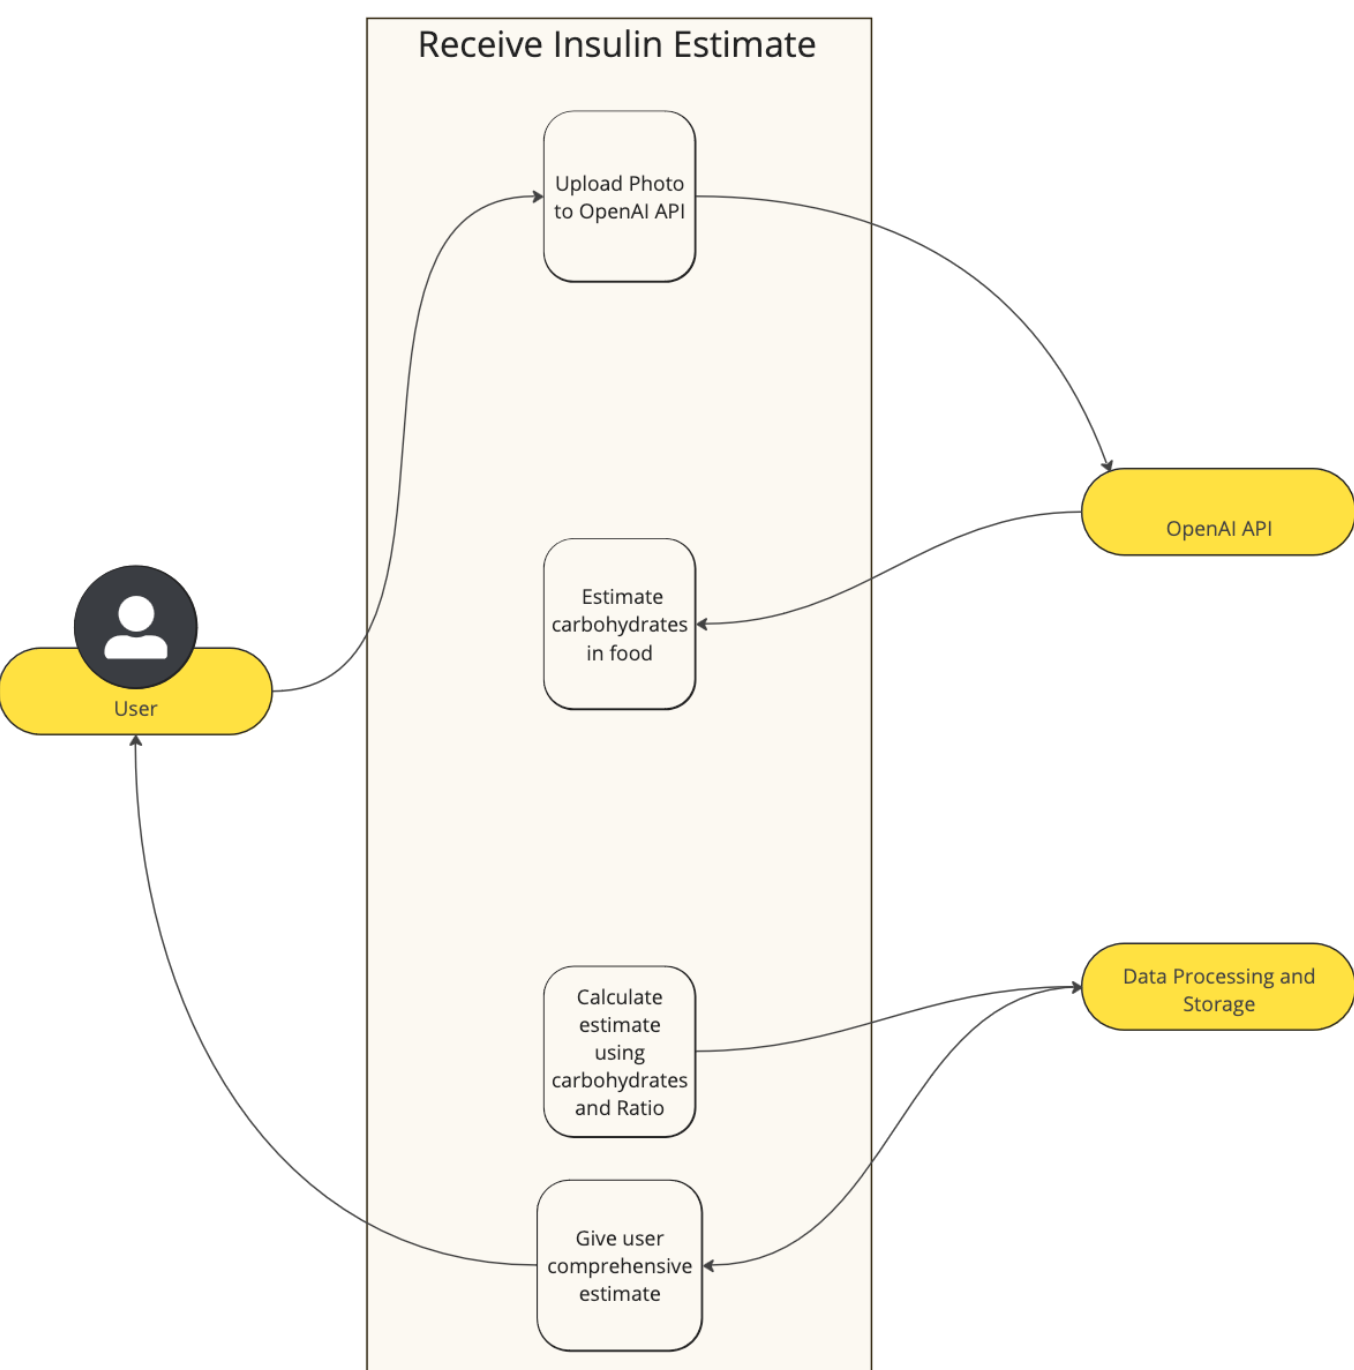 Receive Insulin Estimate
Upload Photo
to OpenAI API
OpenAI API
Estimate
carbohydrates
in food
User
Data Processing and
Storage
Calculate
estimate
using
carbohydrates
and Ratio
Give user
comprehensive
estimate